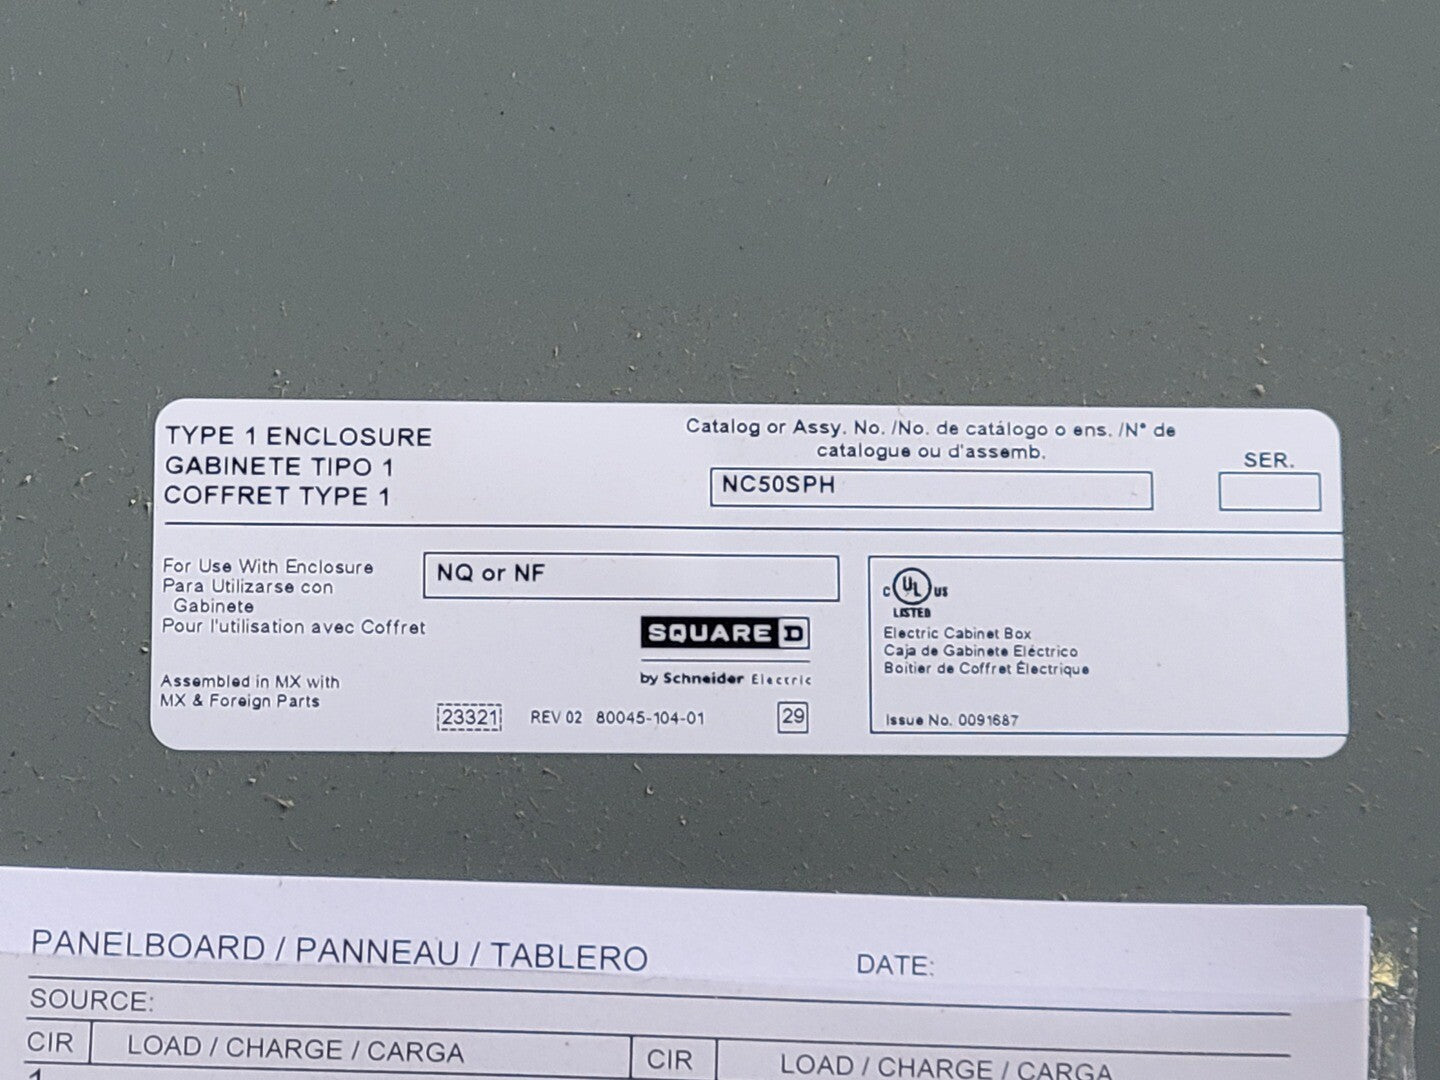 TYPE 1 ENCLOSURE
GABINETE TIPO 1
COFFRET TYPE 1
Catalog or Assy. No. /No. de catálogo o ens. /N° de
catalogue ou d'assemb.
NC50SPH
SER.
For Use With Enclosure
Para Utilizarse con
Gabinete
Pour l'utilisation avec Coffret
NQ or NF
SQUARE D
by Schneider Electric
Assembled in MX with
MX & Foreign Parts
23321
REV 02 80045-104-01
29
C UL US
LISTED
Electric Cabinet Box
Caja de Gabinete Eléctrico
Boitier de Coffret Électrique
Issue No. 0091687
PANELBOARD / PANNEAU / TABLERO
DATE:
SOURCE:
CIR LOAD / CHARGE / CARGA CIR LOAD / CHARGE / CARGA
1